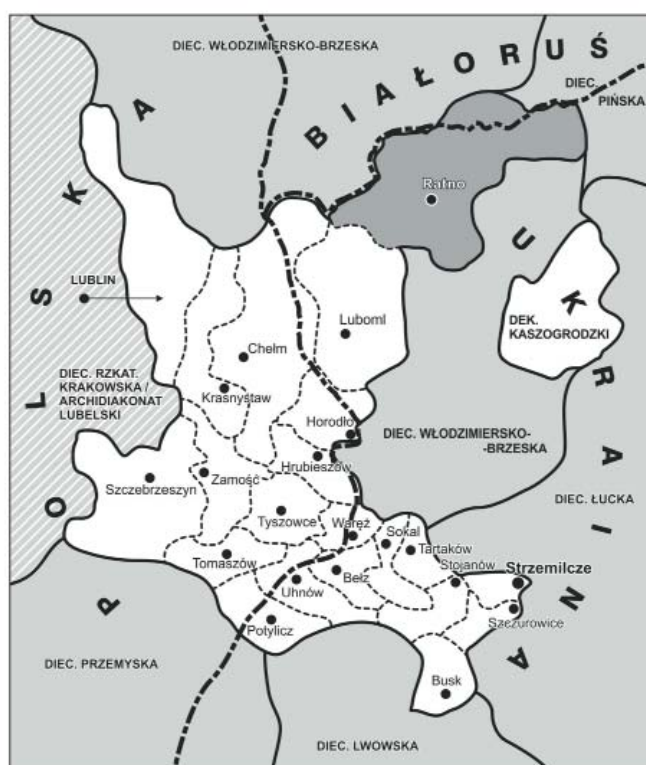 DIEC. WŁODZIMIERSKO-BRZESKA
BIAŁORUŚ
DIEC.
PIŃSKA
POLSKA
Ratno
UKRAINA
LUBLIN
Luboml
DEK.
KASZOGRODZKI
Chełm
DIEC. RZKAT.
KRAKOWSKA /
ARCHIDIAKONAT
LUBELSKI
Krasnystaw
Horodło
DIEC. WŁODZIMIERSKO-
-BRZESKA
Hrubieszów
Szczebrzeszyn
Zamość
DIEC. ŁUCKA
Tyszowce
Waręż
Sokal
Tartaków
Tomaszów
Stojanów
Strzemilcze
Uhnów
Bełz
Szczurowice
Potylicz
DIEC. PRZEMYSKA
Busk
DIEC. LWOWSKA